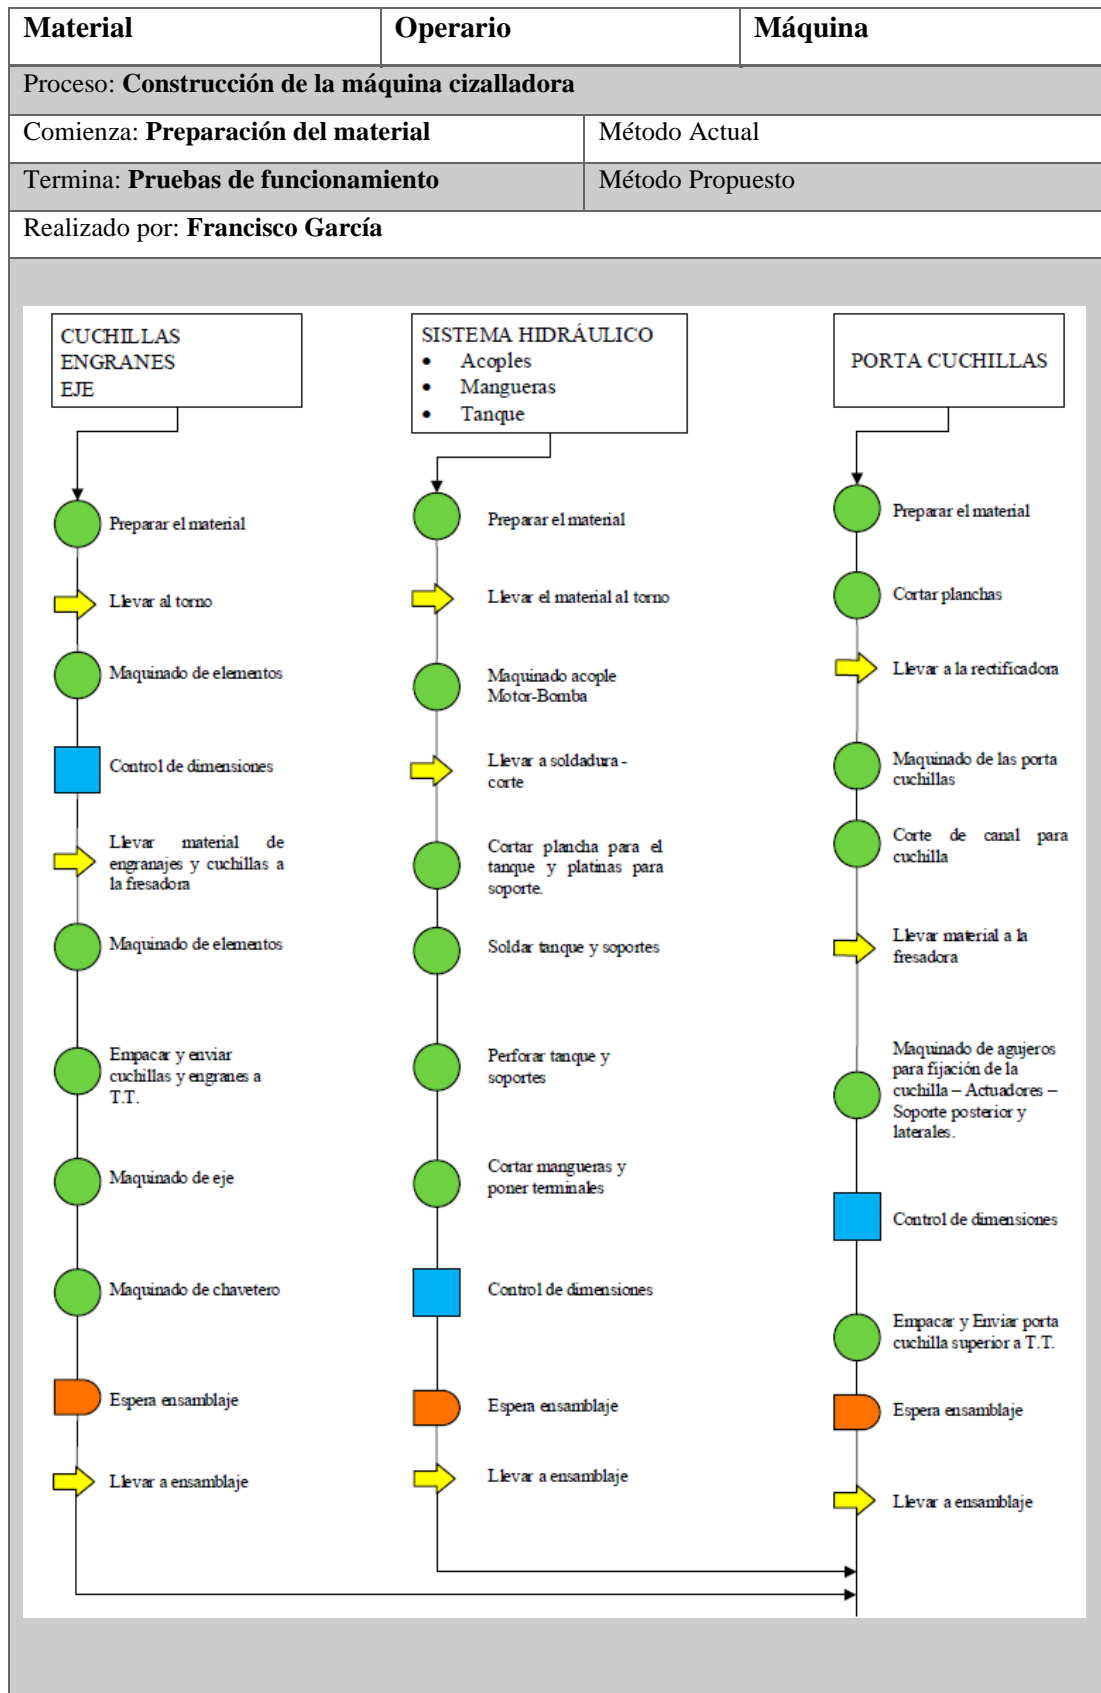 Material
Operario
Máquina
Proceso: Construcción de la máquina cizalladora
Comienza: Preparación del material
Método Actual
Termina: Pruebas de funcionamiento
Método Propuesto
Realizado por: Francisco García
CUCHILLAS
ENGRANES
EJE
Preparar el material
Llevar al torno
Maquinado de elementos
Control de dimensiones
Llevar material de
engranajes y cuchillas a
la fresadora
Maquinado de elementos
Empacar y enviar
cuchillas y engranes a
T.T.
Maquinado de eje
Maquinado de chavetero
Espera ensamblaje
Llevar a ensamblaje
SISTEMA HIDRÁULICO
• Acoples
• Mangueras
• Tanque
Preparar el material
Llevar el material al torno
Maquinado acople
Motor-Bomba
Llevar a soldadura -
corte
Cortar plancha para el
tanque y platinas para
soporte.
Soldar tanque y soportes
Perforar tanque y
soportes
Cortar mangueras y
poner terminales
Control de dimensiones
Espera ensamblaje
Llevar a ensamblaje
PORTA CUCHILLAS
Preparar el material
Cortar planchas
Llevar a la rectificadora
Maquinado de las porta
cuchillas
Corte de canal para
cuchilla
Llevar material a la
fresadora
Maquinado de agujeros
para fijación de la
cuchilla – Actuadores –
Soporte posterior y
laterales.
Control de dimensiones
Empacar y Enviar porta
cuchilla superior a T.T.
Espera ensamblaje
Llevar a ensamblaje